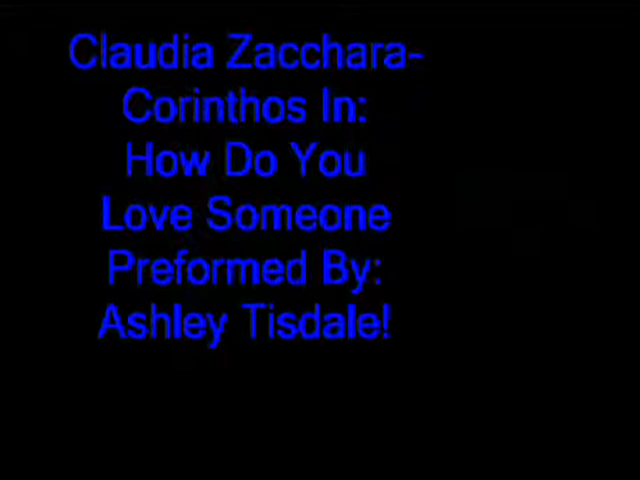 Claudia Zacchara-
Corinthos In:
How Do You
Love Someone
Preformed By:
Ashley Tisdale!